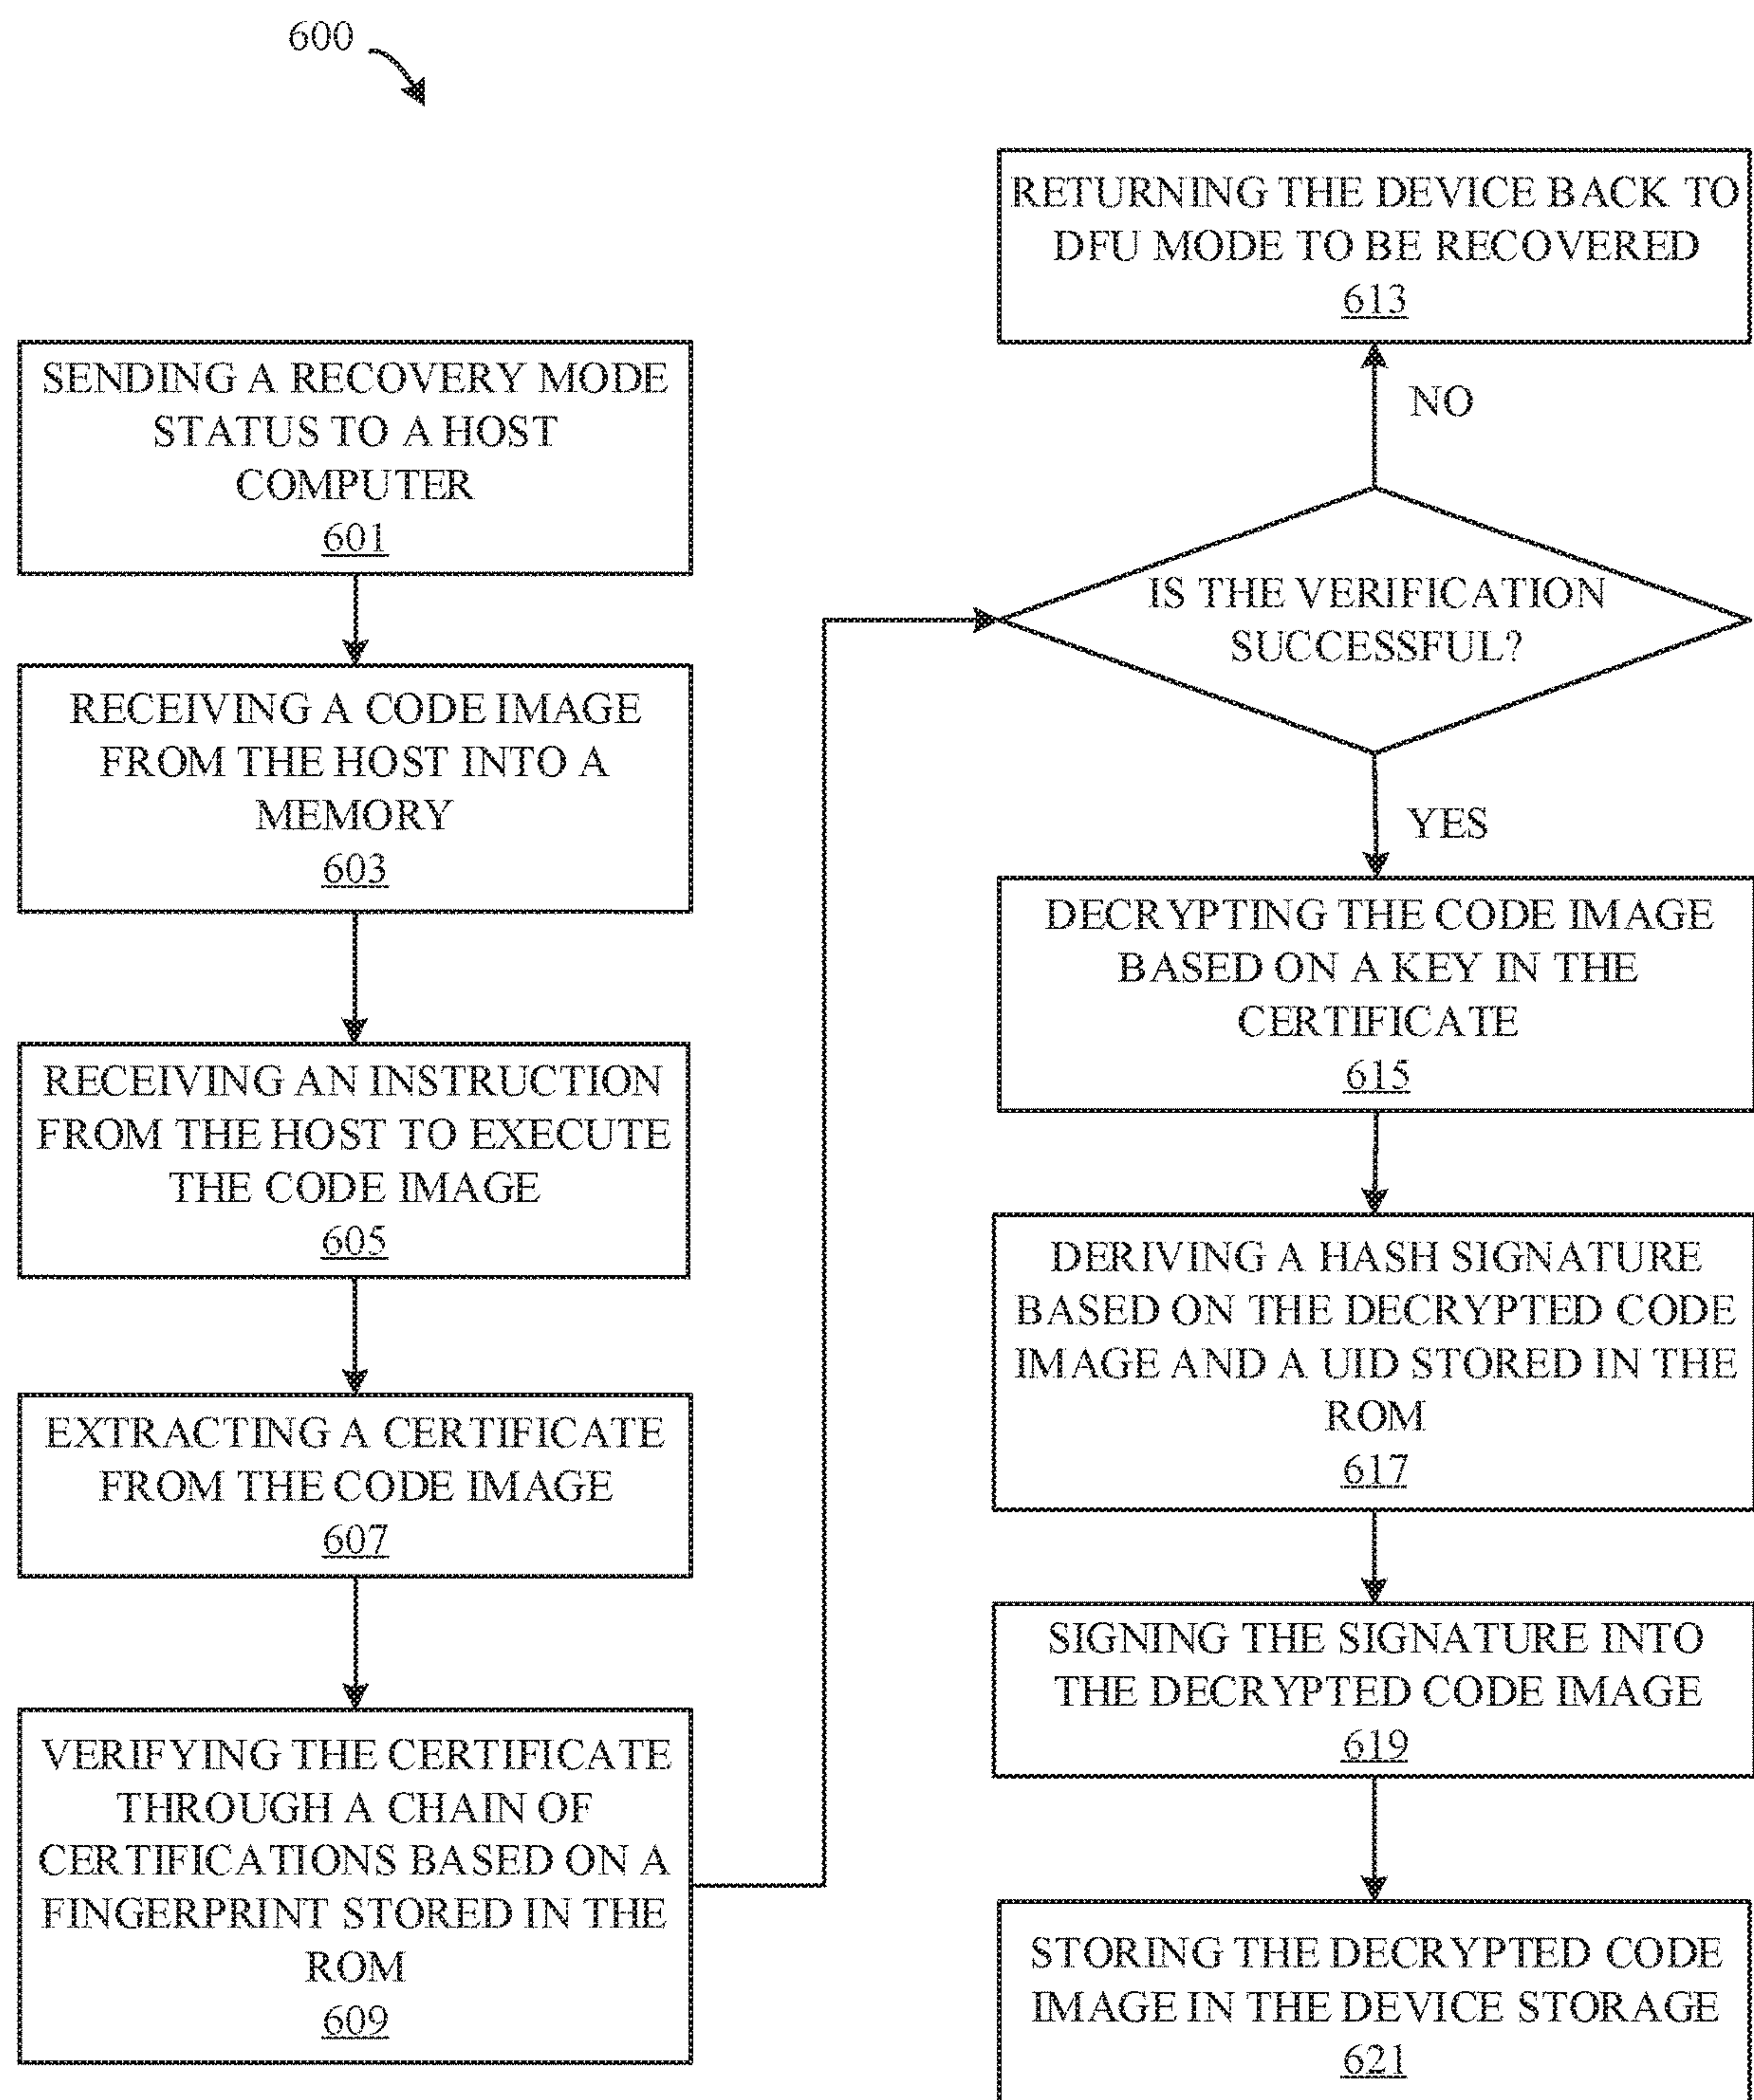 600
SENDING A RECOVERY MODE
STATUS TO A HOST
COMPUTER
601
RECEIVING A CODE IMAGE
FROM THE HOST INTO A
MEMORY
603
RECEIVING AN INSTRUCTION
FROM THE HOST TO EXECUTE
THE CODE IMAGE
605
EXTRACTING A CERTIFICATE
FROM THE CODE IMAGE
607
VERIFYING THE CERTIFICATE
THROUGH A CHAIN OF
CERTIFICATIONS BASED ON A
FINGERPRINT STORED IN THE
ROM
609
RETURNING THE DEVICE BACK TO
DFU MODE TO BE RECOVERED
613
NO
IS THE VERIFICATION
SUCCESSFUL?
YES
DECRYPTING THE CODE IMAGE
BASED ON A KEY IN THE
CERTIFICATE
615
DERIVING A HASH SIGNATURE
BASED ON THE DECRYPTED CODE
IMAGE AND A UID STORED IN THE
ROM
617
SIGNING THE SIGNATURE INTO
THE DECRYPTED CODE IMAGE
619
STORING THE DECRYPTED CODE
IMAGE IN THE DEVICE STORAGE
621